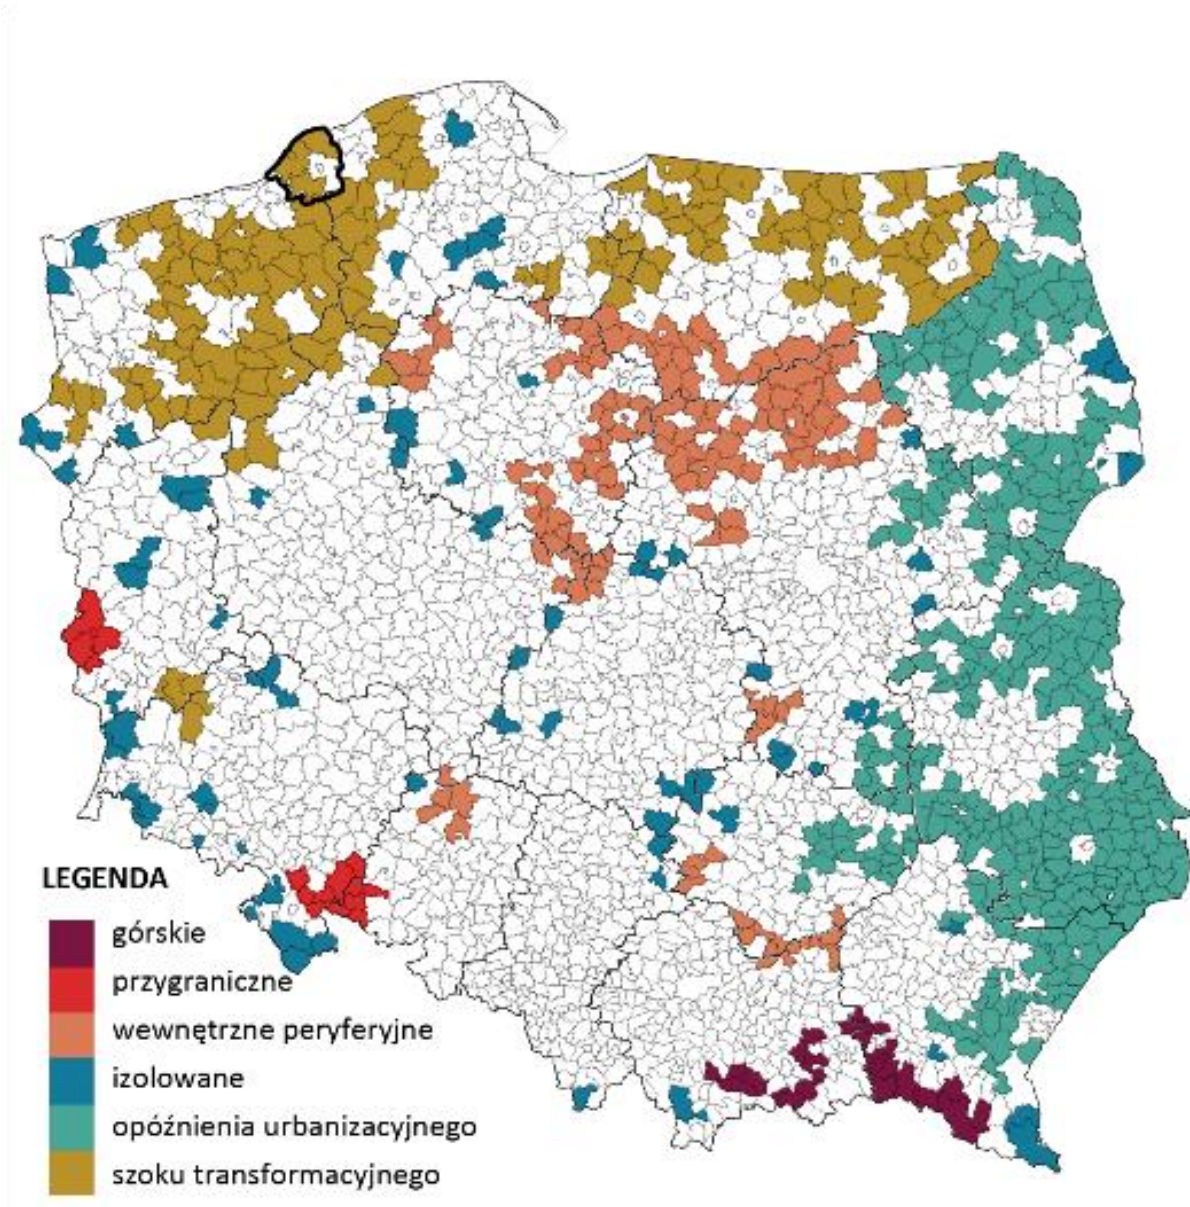 LEGENDA
górskie
przygraniczne
wewnętrzne peryferyjne
izolowane
opóźnienia urbanizacyjnego
szoku transformacyjnego